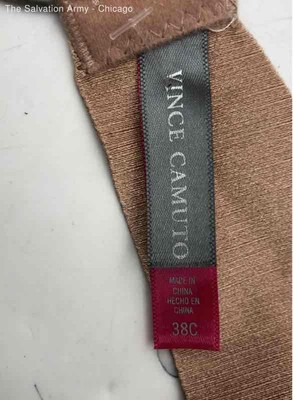 The Salvation Army - Chicago
VINCE CAMUTO
MADE IN
CHINA
HECHO EN
CHINA
38C